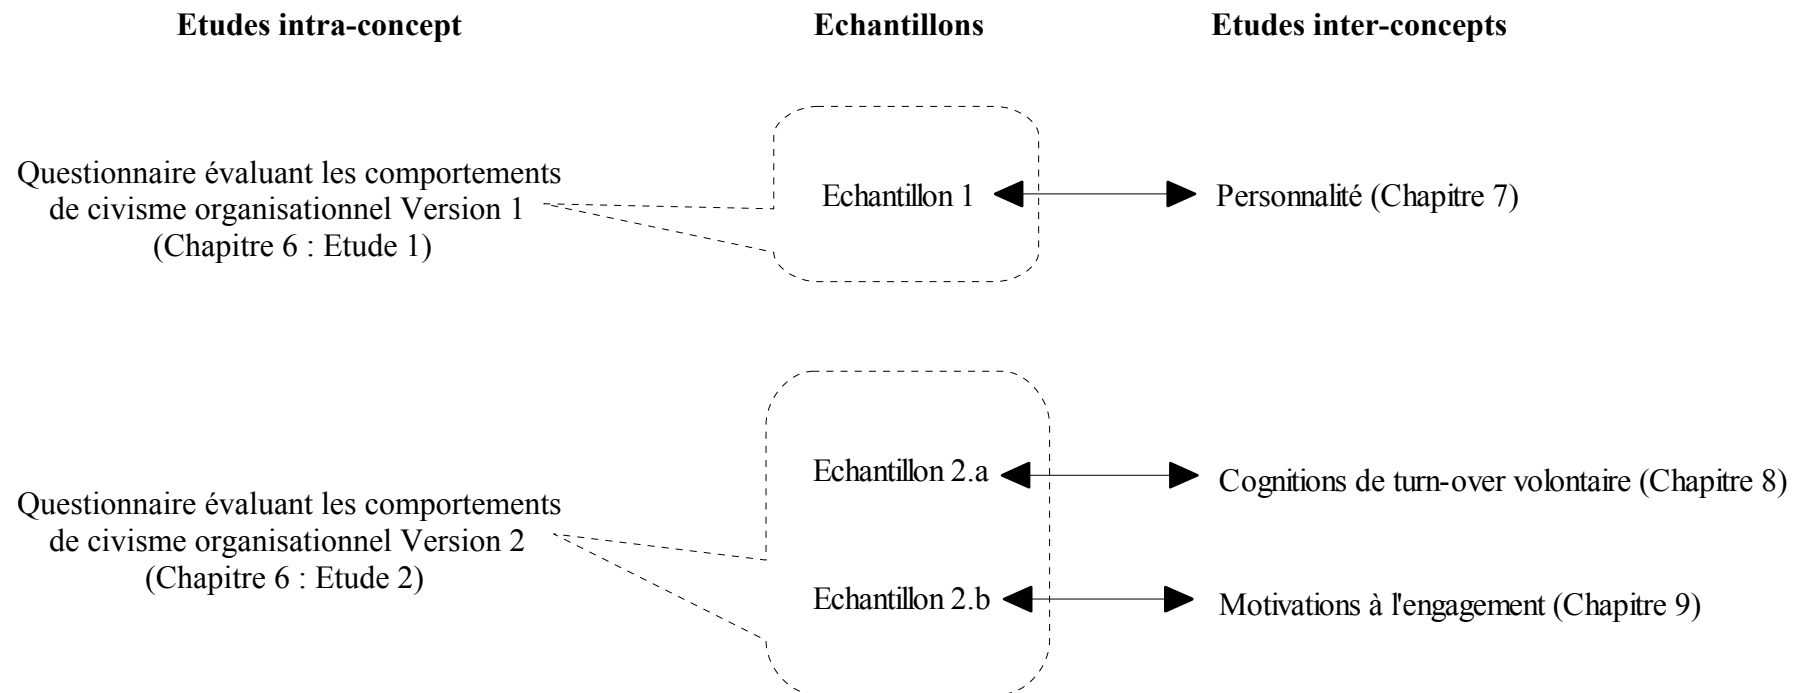 Etudes intra-concept
Echantillons
Etudes inter-concepts
Questionnaire évaluant les comportements
de civisme organisationnel Version 1
(Chapitre 6 : Etude 1)
Echantillon 1
Personnalité (Chapitre 7)
Questionnaire évaluant les comportements
de civisme organisationnel Version 2
(Chapitre 6 : Etude 2)
Echantillon 2.a
Cognitions de turn-over volontaire (Chapitre 8)
Echantillon 2.b
Motivations à l'engagement (Chapitre 9)